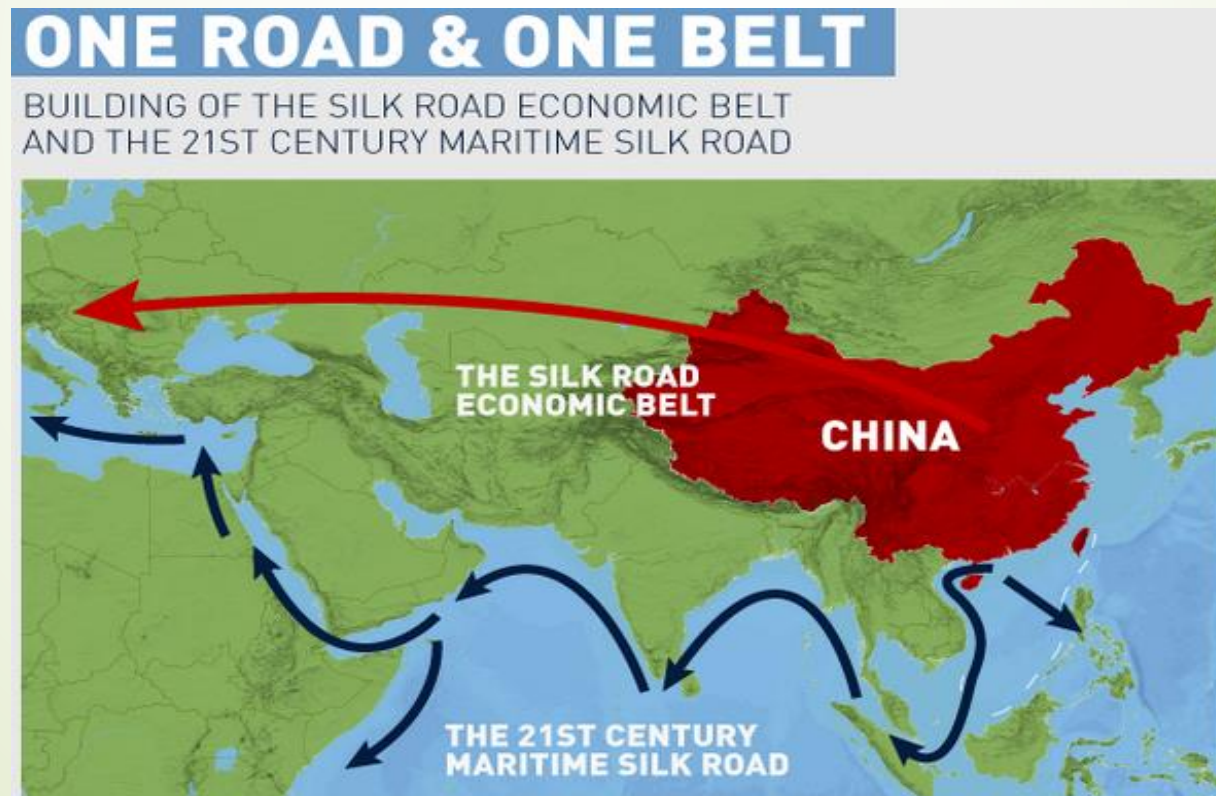 ONE ROAD & ONE BELT
BUILDING OF THE SILK ROAD ECONOMIC BELT
AND THE 21ST CENTURY MARITIME SILK ROAD
THE SILK ROAD
ECONOMIC BELT
CHINA
THE 21ST CENTURY
MARITIME SILK ROAD